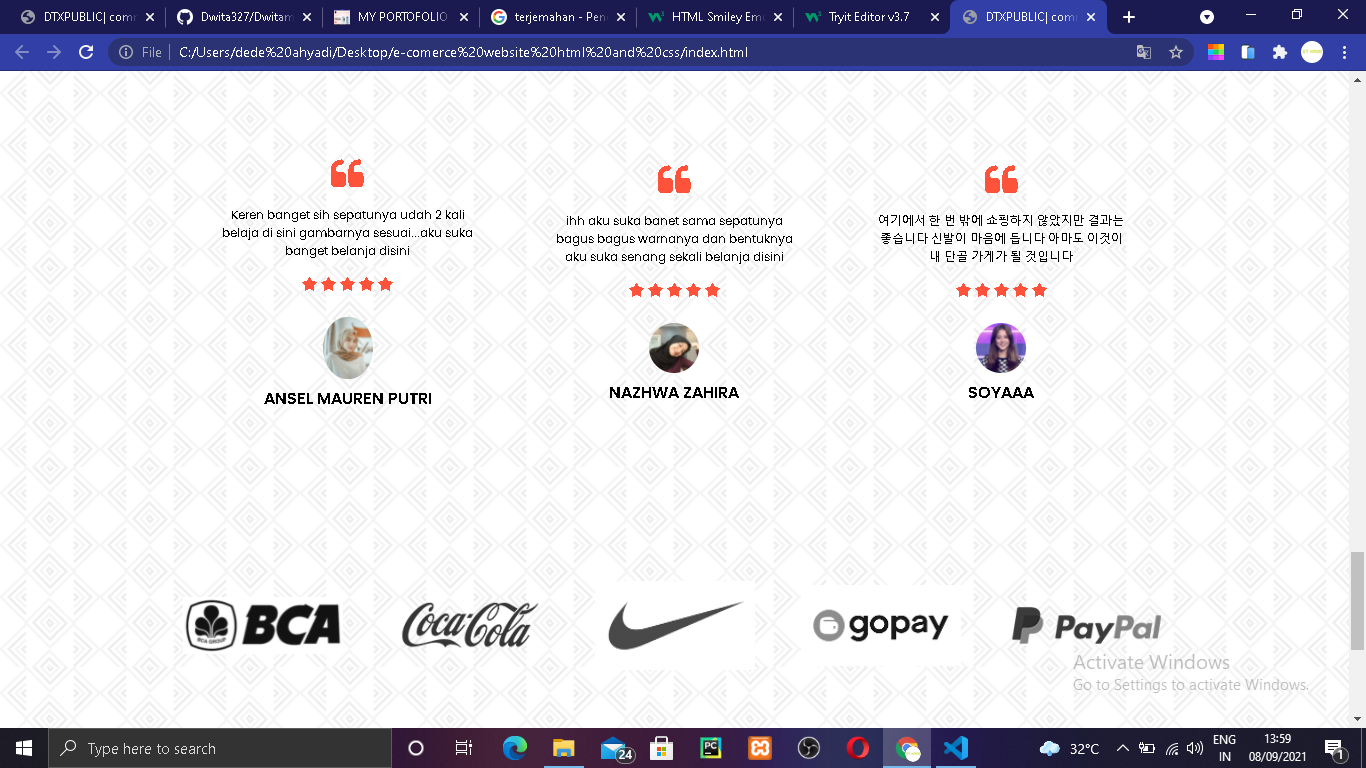 DTXPUBLIC| comm
Dwita327/Dwitam
MY PORTOFOLIO
terjemahan - Pen
HTML Smiley Em
Tryit Editor v3.7
DTXPUBLIC| com
File
C:/Users/dede%20ahyadi/Desktop/e-comerce%20website%20html%20and%20css/index.html
Keren banget sih sepatunya udah 2 kali
belaja di sini gambarnya sesuai...aku suka
banget belanja disini
ANSEL MAUREN PUTRI
ihh aku suka banet sama sepatunya
bagus bagus warnanya dan bentuknya
aku suka senang sekali belanja disini
NAZHWA ZAHIRA
여기에서 한 번 밖에 쇼핑하지 않았지만 결과는
좋습니다 신발이 마음에 듭니다 아마도 이것이
내 단골 가게가 될 것입니다
SOYAAA
BCA GROUP
BCA
Coca-Cola
gopay
PayPal
Activate Windows
Go to Settings to activate Windows.
Type here to search
24
PC
32°C
ENG
IN
13:59
08/09/2021
1